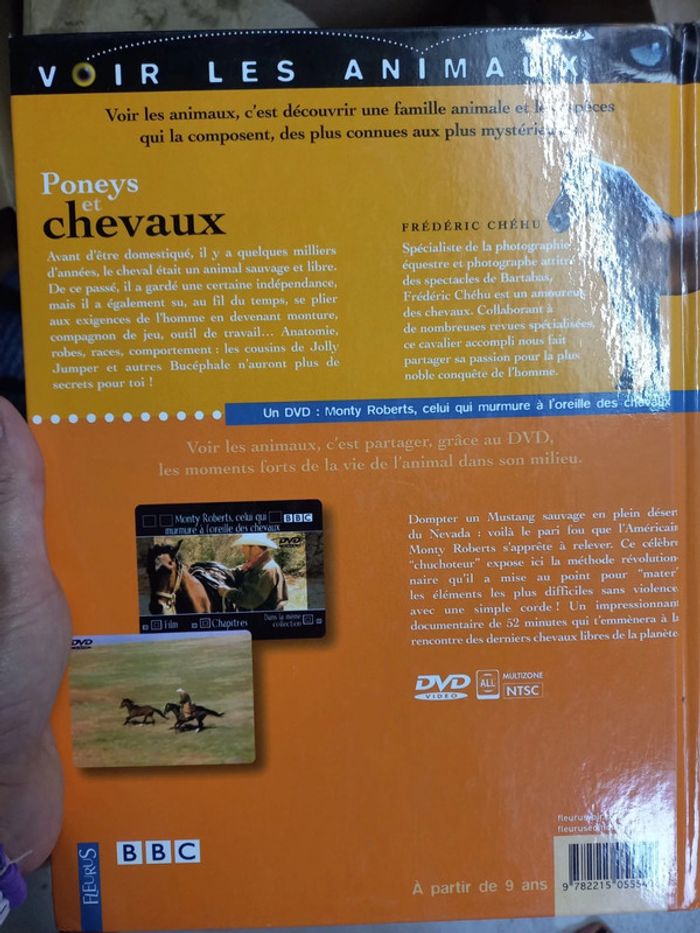 VOIR LES ANIMAUX
Voir les animaux, c'est découvrir une famille animale et les espèces
qui la composent, des plus connues aux plus
Poneys
et
chevaux
Avant d'être domestiqué, il y a quelques milliers
d'années, le cheval était un animal sauvage et libre.
De ce passé, il a gardé une certaine indépendance,
mais il a également su, au fil du temps, se plier
aux exigences de l'homme en devenant monture,
compagnon de jeu, outil de travail... Anatomie,
robes, races, comportement : les cousins de Jolly
Jumper et autres Bucéphale n'auront plus de
secrets pour toi !
FRÉDÉRIC CHÉHU
Spécialiste de la photographie
équestre et photographe attitré
des spectacles de Bartabas,
Frédéric Chéhu est un amoureux
des chevaux. Collaborant à
de nombreuses revues spécialisées,
ce cavalier accompli nous fait
partager sa passion pour la plus
noble conquête de l'homme.
Un DVD : Monty Roberts, celui qui murmure à l'oreille des chevaux
Voir les animaux, c'est partager, grâce au DVD,
les moments forts de la vie de l'animal dans son milieu.
Monty Roberts, celui qui
murmure à l'oreille des chevaux
BBC
DVD
Film
Chapitres
Dans la même
collection
DVD
Dompter un Mustang sauvage en plein déser
du Nevada : voilà le pari fou que l'Américain
Monty Roberts s'apprête à relever. Ce célèbre
"chuchoteur" expose ici la méthode révolution-
naire qu'il a mise au point pour "mater"
les éléments les plus difficiles sans violence
avec une simple corde ! Un impressionnant
documentaire de 52 minutes qui t'emmènera à la
rencontre des derniers chevaux libres de la planète
DVD
VIDEO
ALL
MULTIZONE
NTSC
FLEURUS
BBC
À partir de 9 ans